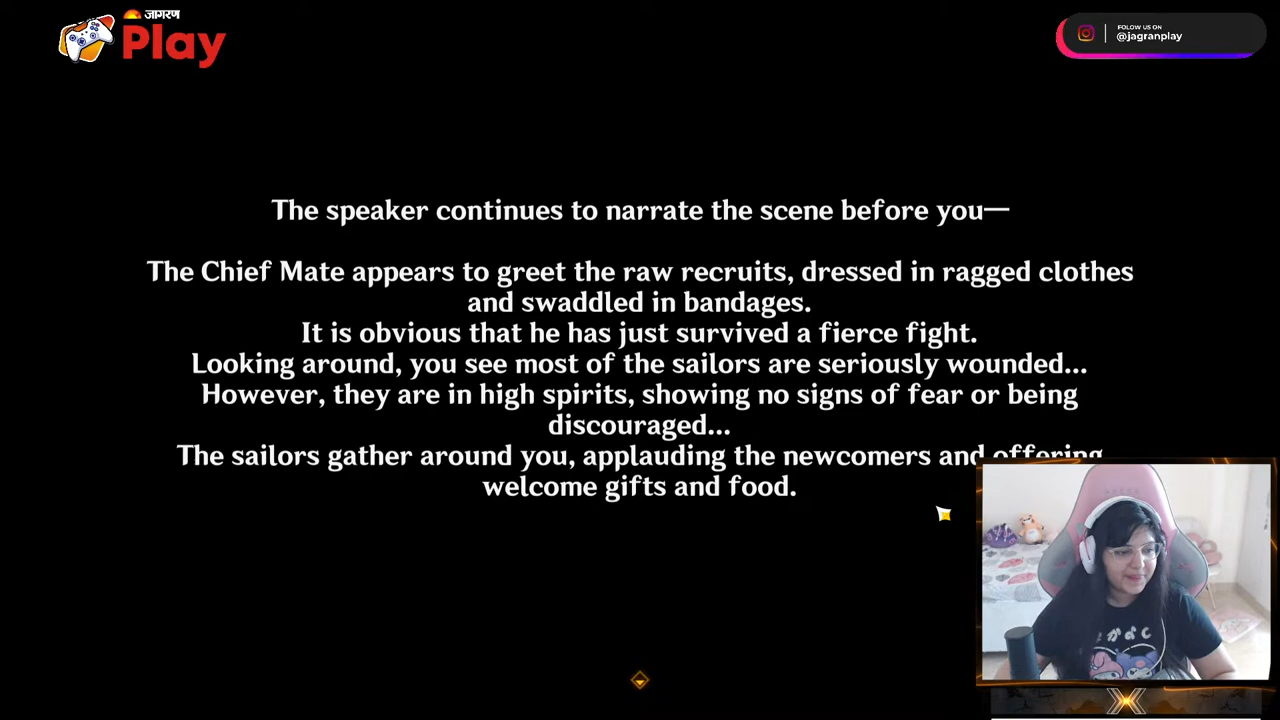 जागरण
Play
FOLOW US ON
@jagranplay
The speaker continues to narrate the scene before you—
The Chief Mate appears to greet the raw recruits, dressed in ragged clothes
and swaddled in bandages.
It is obvious that he has just survived a fierce fight.
Looking around, you see most of the sailors are seriously wounded...
However, they are in high spirits, showing no signs of fear or being
discouraged...
The sailors gather around you, applauding the newcomers and offering
welcome gifts and food.